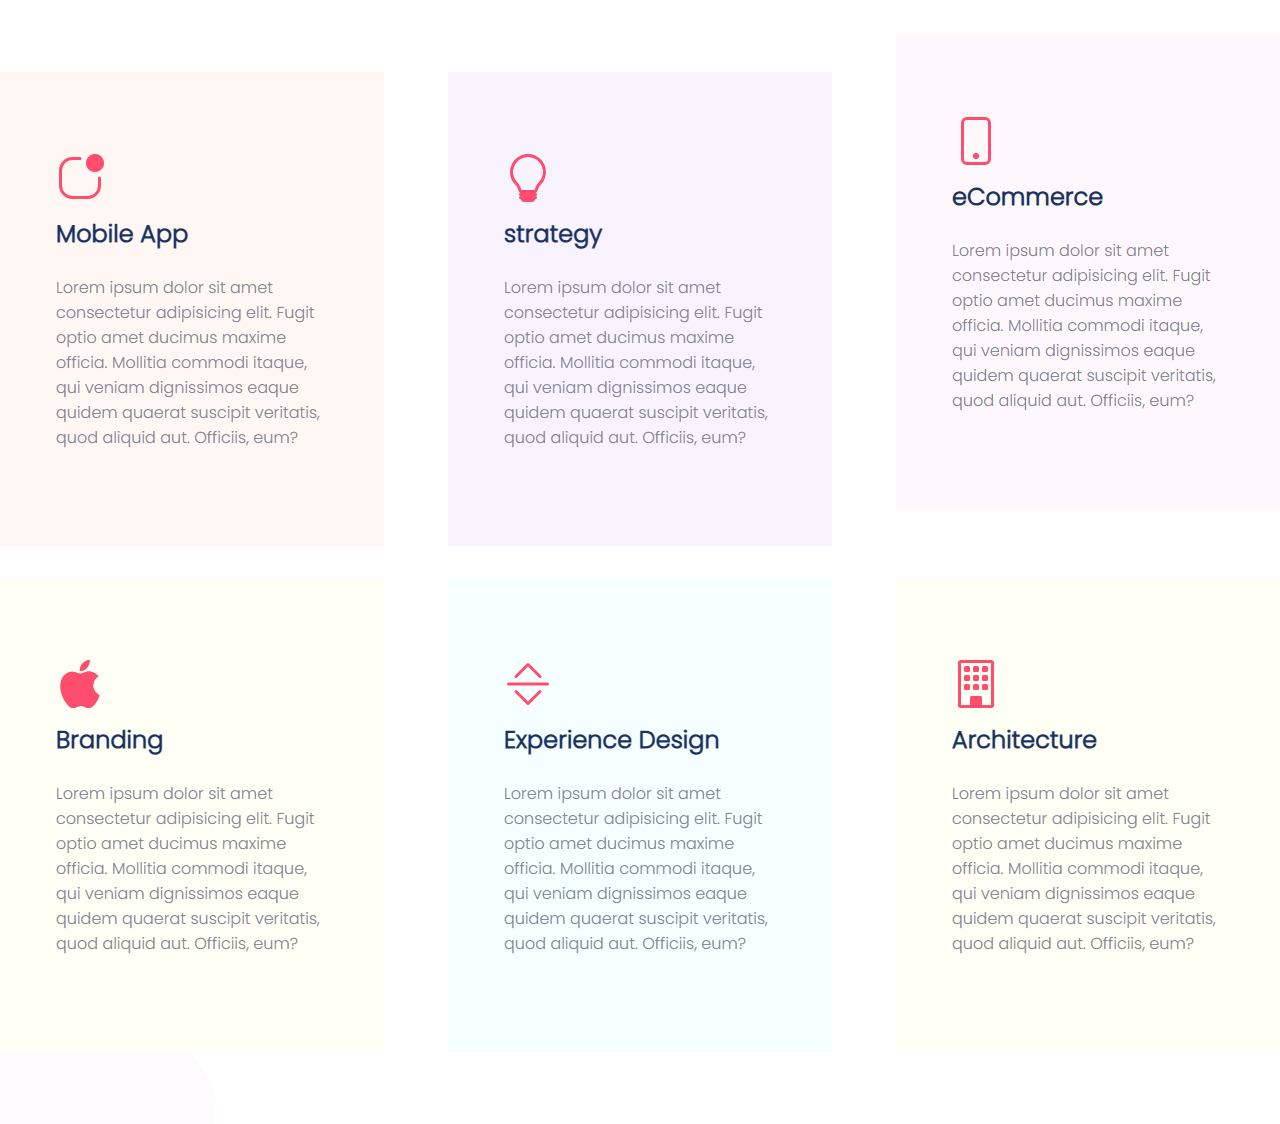 Mobile App
Lorem ipsum dolor sit amet
consectetur adipisicing elit. Fugit
optio amet ducimus maxime
officia. Mollitia commodi itaque,
qui veniam dignissimos eaque
quidem quaerat suscipit veritatis,
quod aliquid aut. Officiis, eum?
strategy
Lorem ipsum dolor sit amet
consectetur adipisicing elit. Fugit
optio amet ducimus maxime
officia. Mollitia commodi itaque,
qui veniam dignissimos eaque
quidem quaerat suscipit veritatis,
quod aliquid aut. Officiis, eum?
eCommerce
Lorem ipsum dolor sit amet
consectetur adipisicing elit. Fugit
optio amet ducimus maxime
officia. Mollitia commodi itaque,
qui veniam dignissimos eaque
quidem quaerat suscipit veritatis,
quod aliquid aut. Officiis, eum?
Branding
Lorem ipsum dolor sit amet
consectetur adipisicing elit. Fugit
optio amet ducimus maxime
officia. Mollitia commodi itaque,
qui veniam dignissimos eaque
quidem quaerat suscipit veritatis,
quod aliquid aut. Officiis, eum?
Experience Design
Lorem ipsum dolor sit amet
consectetur adipisicing elit. Fugit
optio amet ducimus maxime
officia. Mollitia commodi itaque,
qui veniam dignissimos eaque
quidem quaerat suscipit veritatis,
quod aliquid aut. Officiis, eum?
Architecture
Lorem ipsum dolor sit amet
consectetur adipisicing elit. Fugit
optio amet ducimus maxime
officia. Mollitia commodi itaque,
qui veniam dignissimos eaque
quidem quaerat suscipit veritatis,
quod aliquid aut. Officiis, eum?